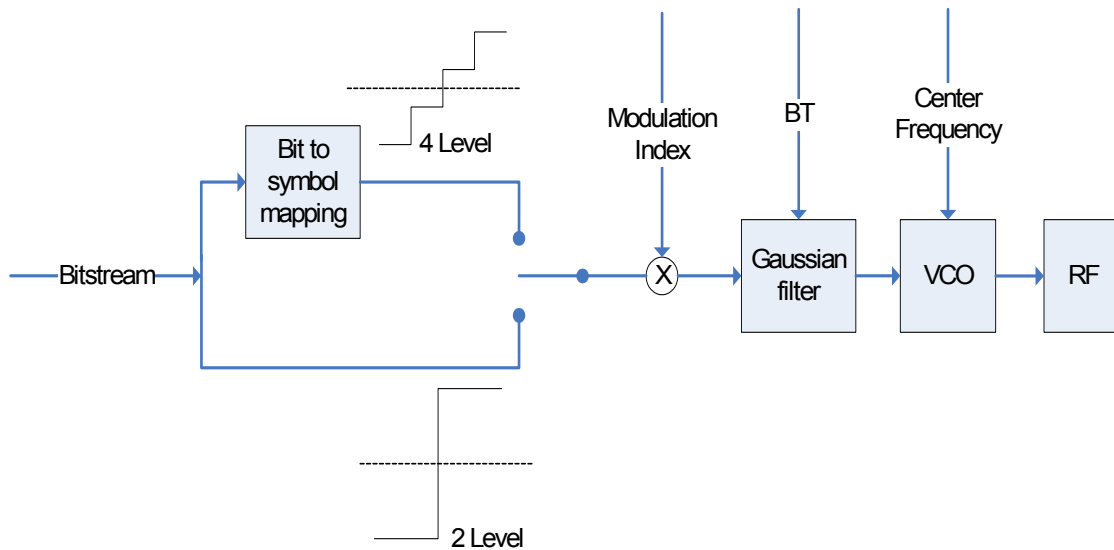 4 Level
Bit to
symbol
mapping
Bitstream
2 Level
Modulation
Index
X
BT
Gaussian
filter
Center
Frequency
VCO
RF